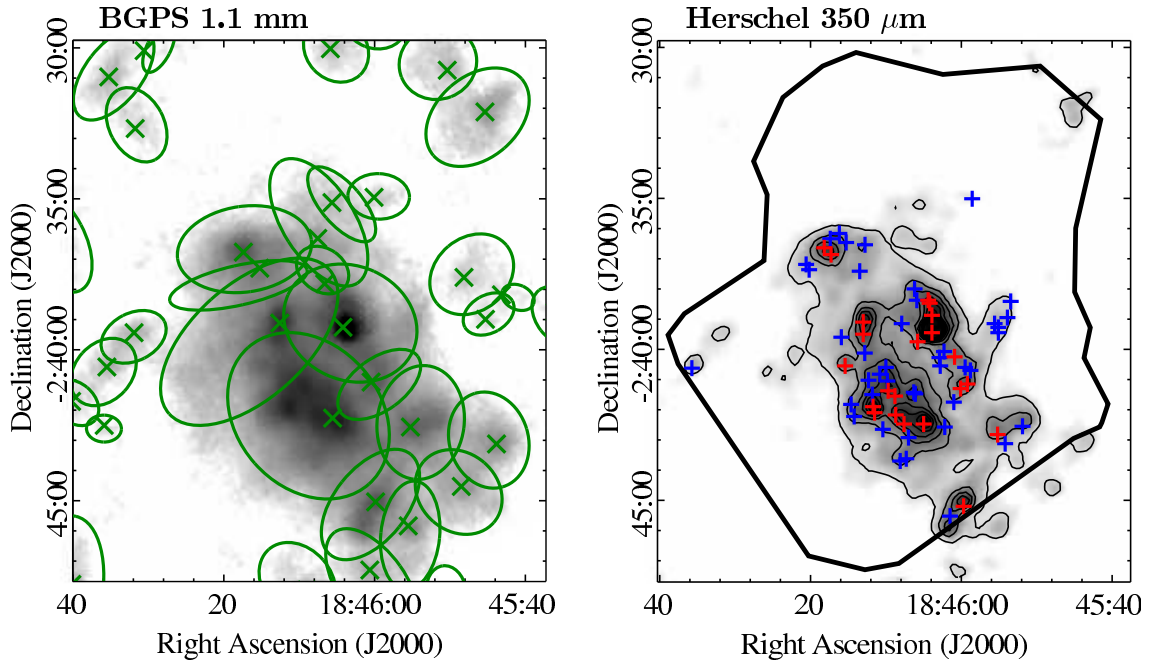 BGPS 1.1 mm
Herschel 350 μm
Declination (J2000)
30:00
35:00
-2:40:00
45:00
40
20
18:46:00
45:40
Right Ascension (J2000)
Declination (J2000)
30:00
35:00
-2:40:00
45:00
40
20
18:46:00
45:40
Right Ascension (J2000)